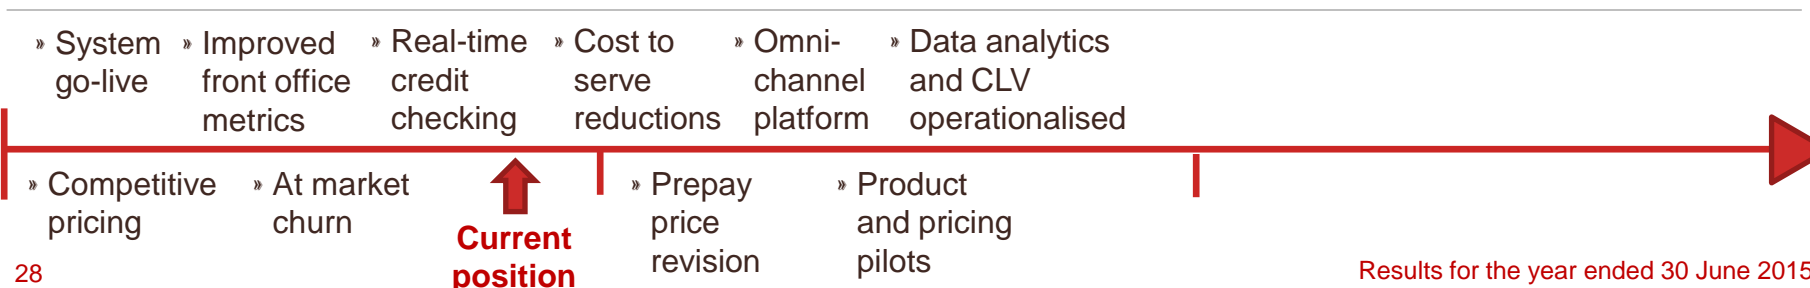 » System
go-live
» Improved
front office
metrics
» Real-time
credit
checking
» Cost to
serve
reductions
» Omni-
channel
platform
» Data analytics
and CLV
operationalised
» Competitive
pricing
» At market
churn
Current
position
» Prepay
price
revision
» Product
and pricing
pilots
28
Results for the year ended 30 June 2015